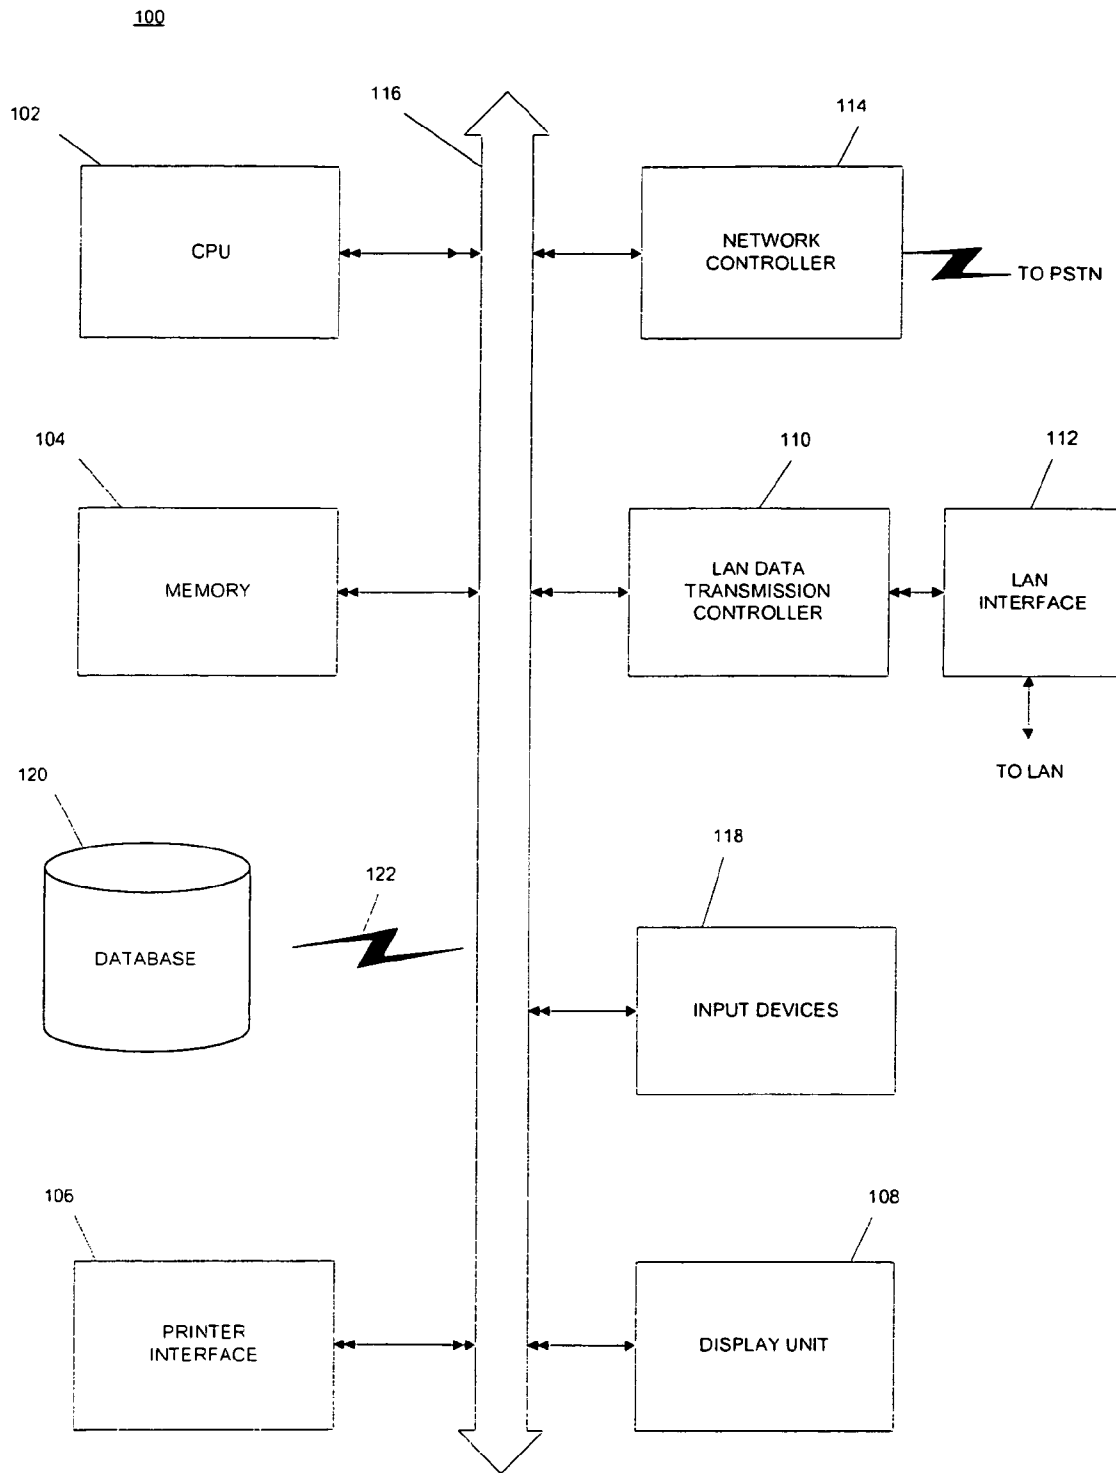 100
102
116
114
CPU
NETWORK
CONTROLLER
TO PSTN
104
110
112
MEMORY
LAN DATA
TRANSMISSION
CONTROLLER
LAN
INTERFACE
TO LAN
120
122
118
DATABASE
INPUT DEVICES
106
108
PRINTER
INTERFACE
DISPLAY UNIT